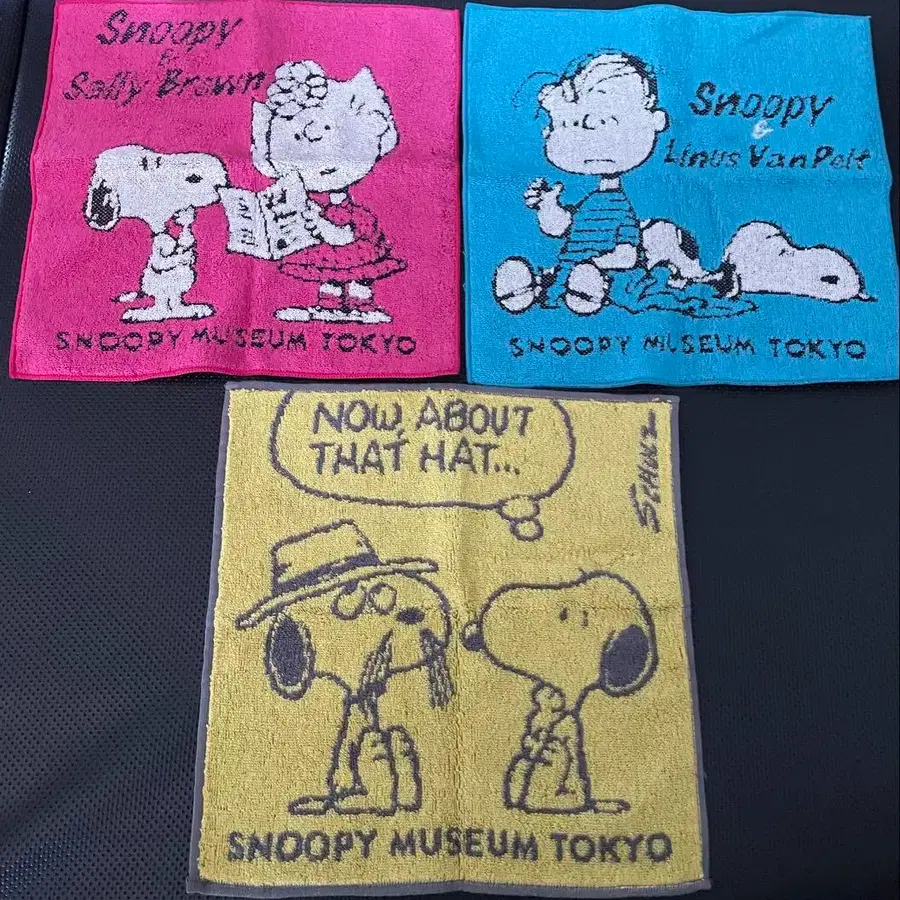 Snoopy
&
Sally Brown
SNOOPY MUSEUM TOKYO
Snoopy
&
Linus Van Pelt
SNOOPY MUSEUM TOKYO
NOW, ABOUT
THAT HAT...
SCHULZ
SNOOPY MUSEUM TOKYO